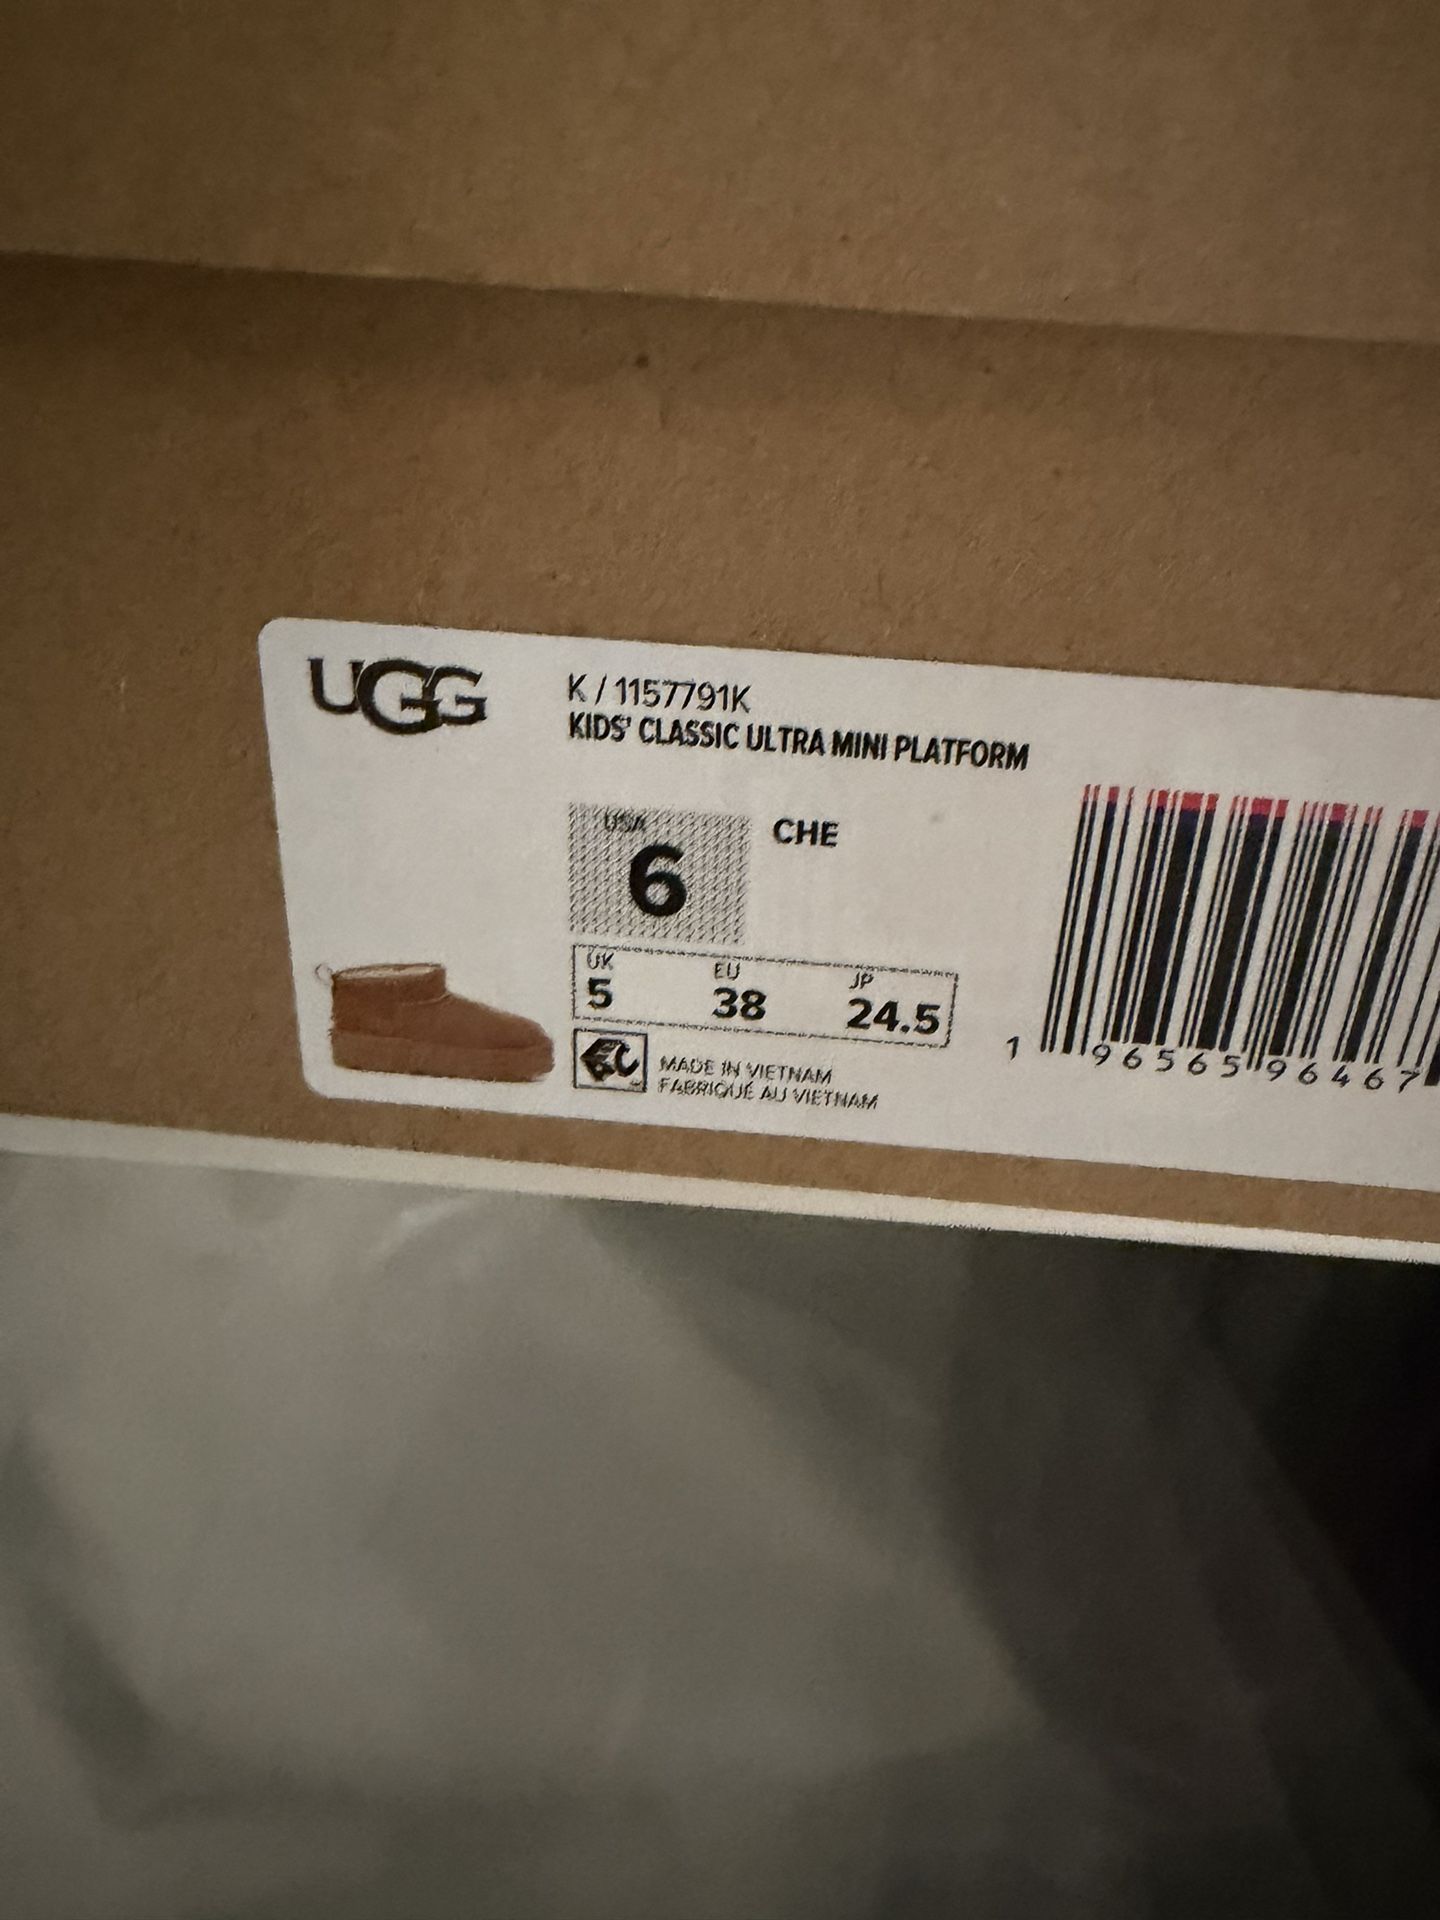 UGG
K / 1157791K
KIDS' CLASSIC ULTRA MINI PLATFORM
USA
6
CHE
UK EU JP
5 38 24.5
MADE IN VIETNAM
FABRIQUÉ AU VIETNAM
1 96565 96467